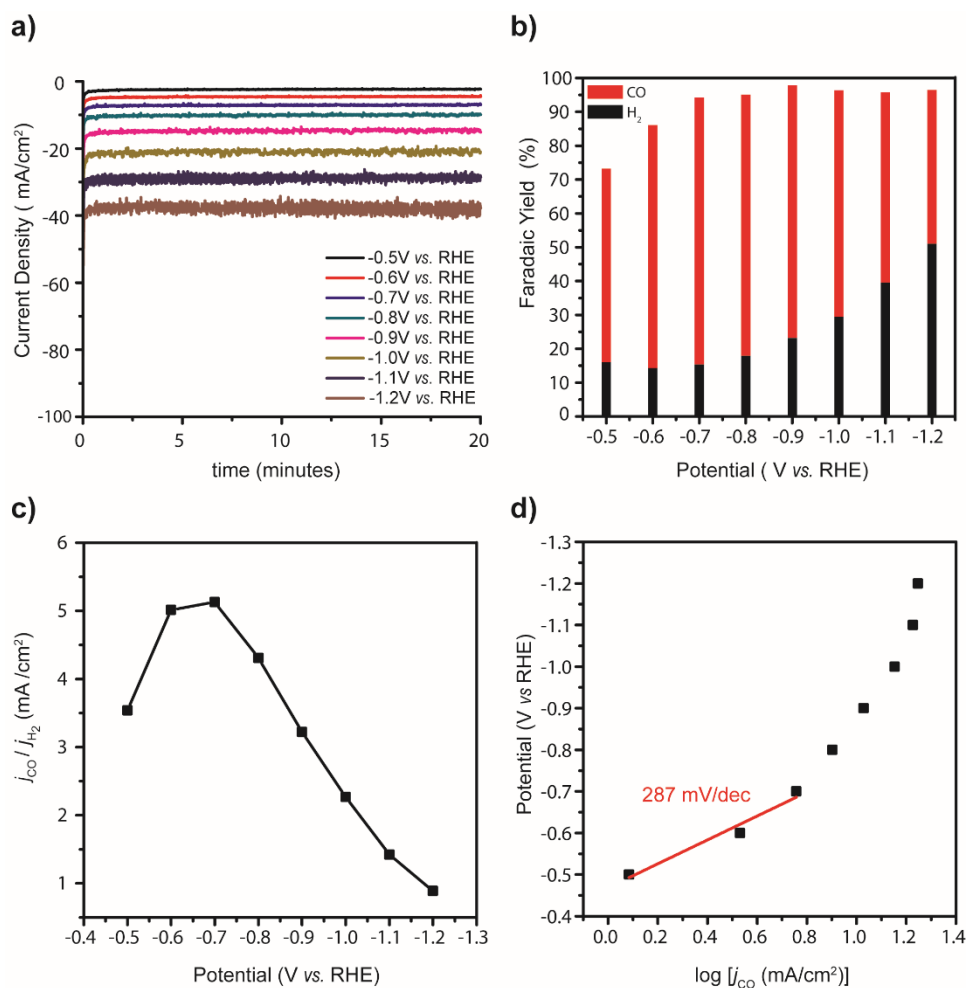 a)
0
-20
-40
-60
-80
-100
Current Density ( mA/cm²)
0 5 10 15 20
time (minutes)
-0.5V vs. RHE
-0.6V vs. RHE
-0.7V vs. RHE
-0.8V vs. RHE
-0.9V vs. RHE
-1.0V vs. RHE
-1.1V vs. RHE
-1.2V vs. RHE
b)
100
90
80
70
60
50
40
30
20
10
0
Faradaic Yield (%)
CO
H₂
-0.5 -0.6 -0.7 -0.8 -0.9 -1.0 -1.1 -1.2
Potential ( V vs. RHE)
c)
6
5
4
3
2
1
j_CO / j_H₂ (mA /cm²)
-0.4 -0.5 -0.6 -0.7 -0.8 -0.9 -1.0 -1.1 -1.2 -1.3
Potential (V vs. RHE)
d)
-1.3
-1.2
-1.1
-1.0
-0.9
-0.8
-0.7
-0.6
-0.5
-0.4
Potential (V vs RHE)
287 mV/dec
0.0 0.2 0.4 0.6 0.8 1.0 1.2 1.4
log [j_CO (mA/cm²)]